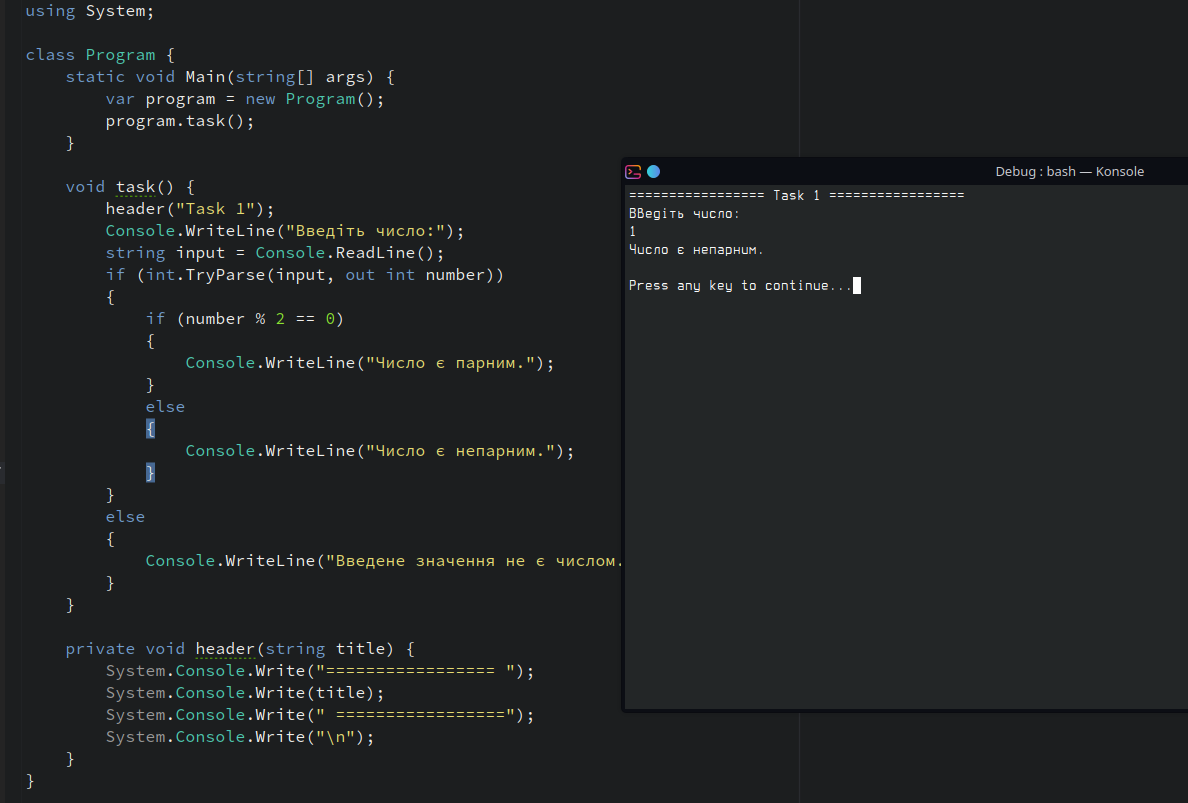 using System;
class Program {
static void Main(string[] args) {
var program = new Program();
program.task();
}
void task() {
header("Task 1");
Console.WriteLine("Введіть число:");
string input = Console.ReadLine();
if (int.TryParse(input, out int number))
{
if (number % 2 == 0)
{
Console.WriteLine("Число є парним.");
}
else
{
Console.WriteLine("Число є непарним.");
}
}
else
{
Console.WriteLine("Введене значення не є числом.
}
}
private void header(string title) {
System.Console.Write("================= ");
System.Console.Write(title);
System.Console.Write(" =================");
System.Console.Write("\n");
}
}
Debug : bash — Konsole
================= Task 1 =================
Введіть число:
1
Число є непарним.
Press any key to continue...